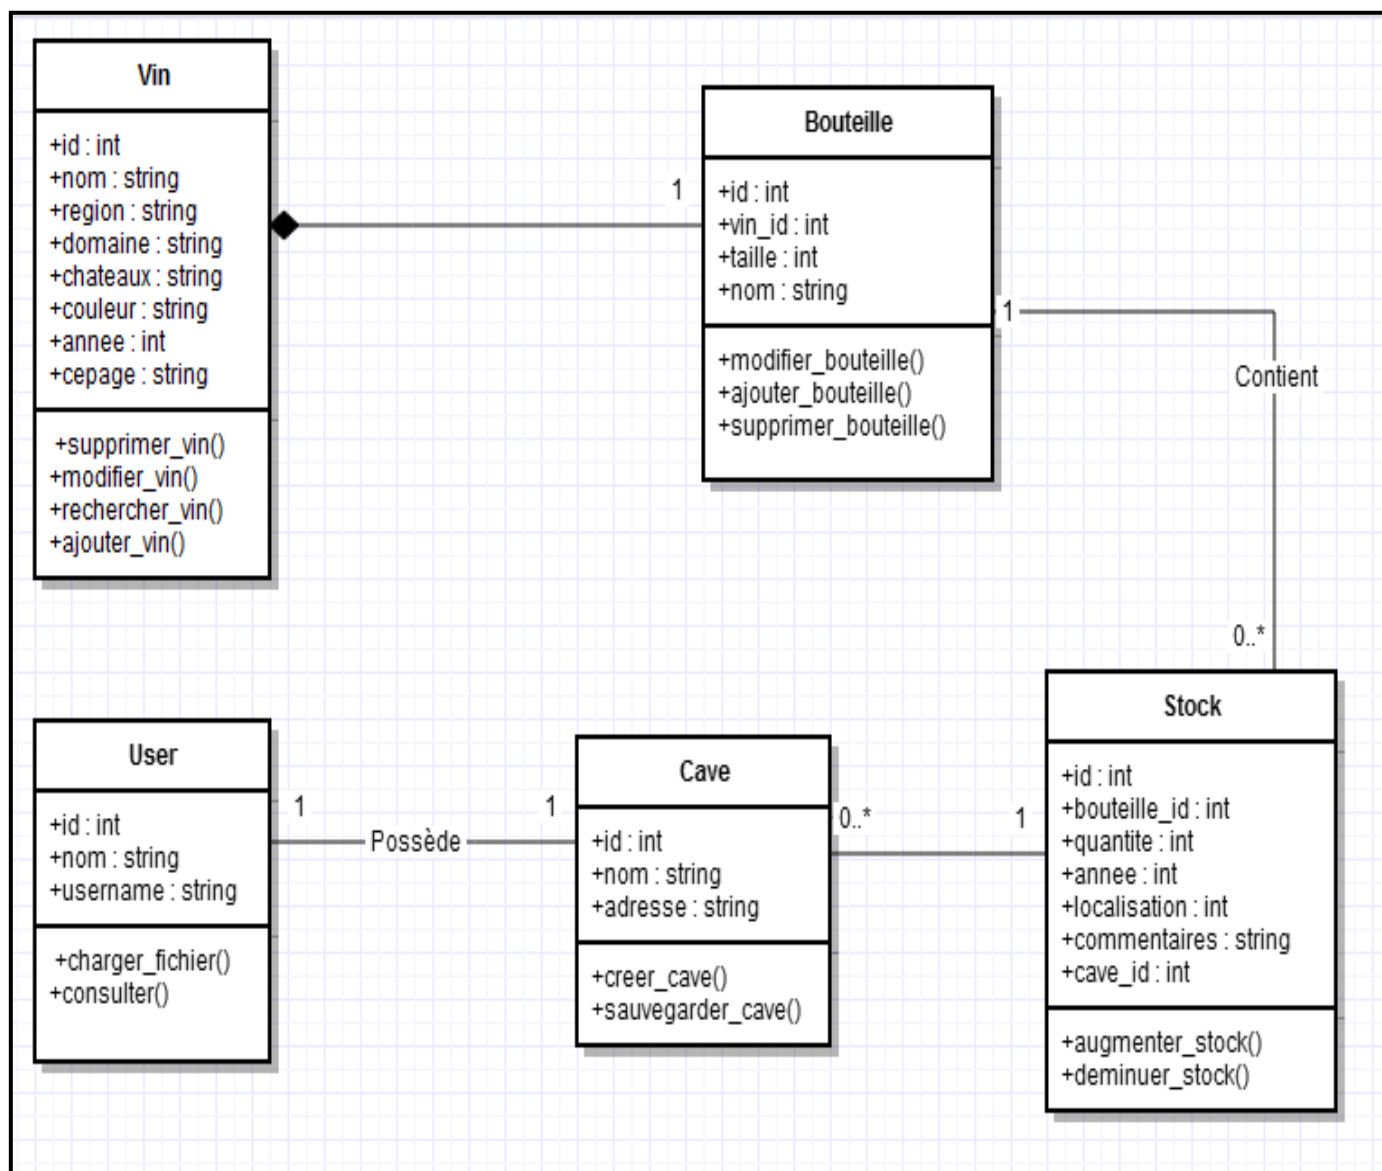 Vin
+id : int
+nom : string
+region : string
+domaine : string
+chateaux : string
+couleur : string
+annee : int
+cepage : string
+supprimer_vin()
+modifier_vin()
+rechercher_vin()
+ajouter_vin()
1
Bouteille
+id : int
+vin_id : int
+taille : int
+nom : string
+modifier_bouteille()
+ajouter_bouteille()
+supprimer_bouteille()
1
Contient
0..*
User
+id : int
+nom : string
+username : string
+charger_fichier()
+consulter()
1
Possède
1
Cave
+id : int
+nom : string
+adresse : string
+creer_cave()
+sauvegarder_cave()
0..*
1
Stock
+id : int
+bouteille_id : int
+quantite : int
+annee : int
+localisation : int
+commentaires : string
+cave_id : int
+augmenter_stock()
+deminuer_stock()